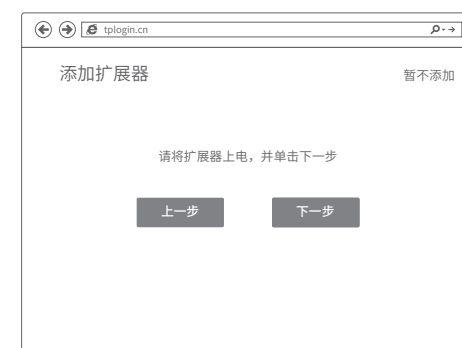 tplogin.cn
添加扩展器
暂不添加
请将扩展器上电，并单击下一步
上一步
下一步